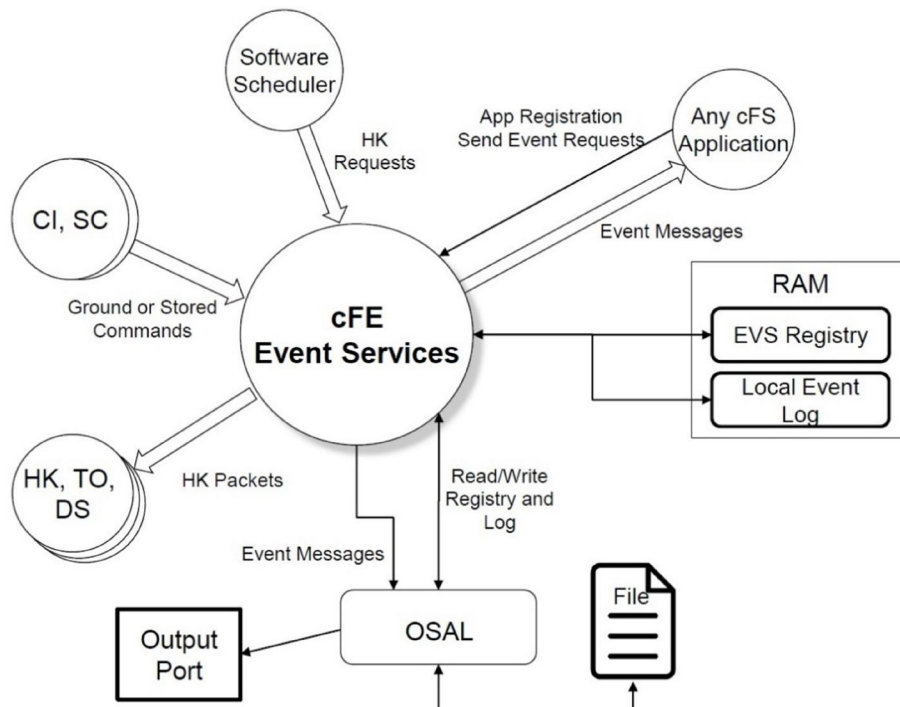 Software
Scheduler
HK
Requests
App Registration
Send Event Requests
Any cFS
Application
CI, SC
Event Messages
Ground or Stored
Commands
cFE
Event Services
RAM
EVS Registry
Local Event
Log
HK, TO,
DS
HK Packets
Read/Write
Registry and
Log
Event Messages
File
OSAL
Output
Port